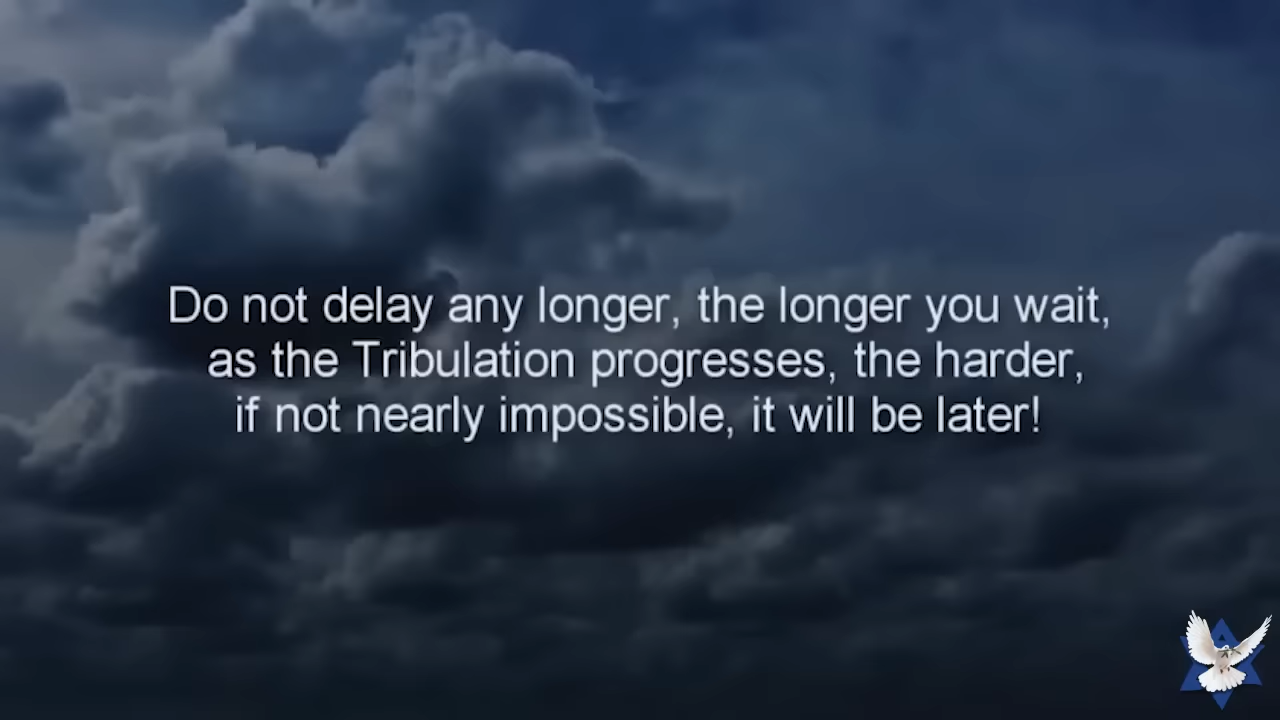 Do not delay any longer, the longer you wait,
as the Tribulation progresses, the harder,
if not nearly impossible, it will be later!